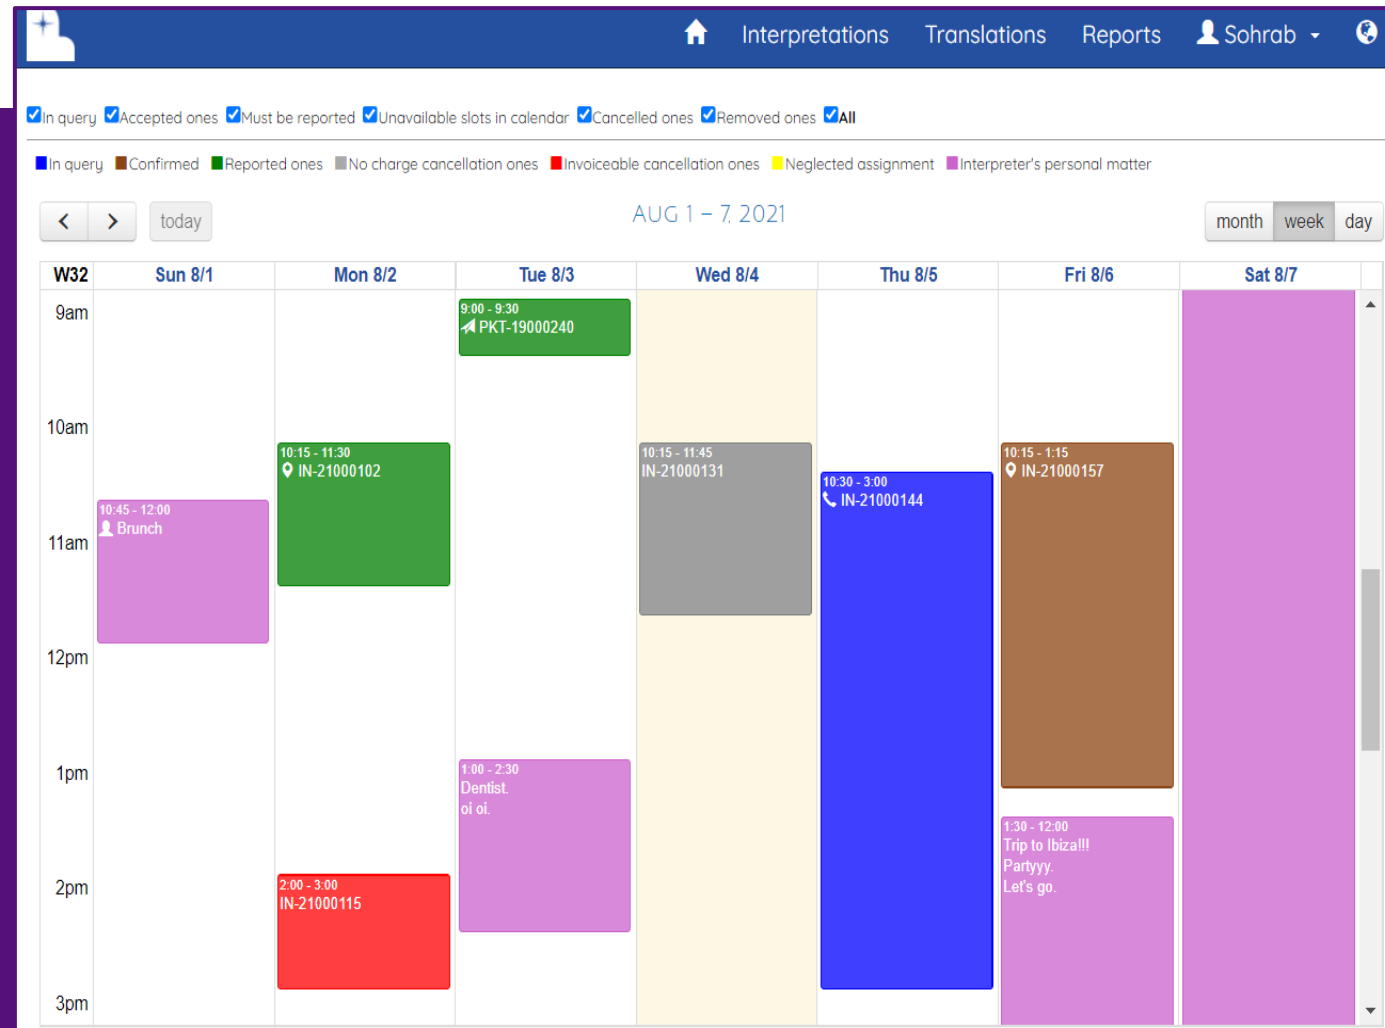 Interpretations Translations Reports Sohrab
In query Accepted ones Must be reported Unavailable slots in calendar Cancelled ones Removed ones All
In query Confirmed Reported ones No charge cancellation ones Invoiceable cancellation ones Neglected assignment Interpreter's personal matter
today
AUG 1 – 7, 2021
month week day
W32 Sun 8/1 Mon 8/2 Tue 8/3 Wed 8/4 Thu 8/5 Fri 8/6 Sat 8/7
9am
9:00 - 9:30
PKT-19000240
10am
10:15 - 11:30
IN-21000102
10:15 - 11:45
IN-21000131
10:30 - 3:00
IN-21000144
10:15 - 1:15
IN-21000157
10:45 - 12:00
Brunch
11am
12pm
1pm
1:00 - 2:30
Dentist.
oi oi.
1:30 - 12:00
Trip to Ibiza!!!
Partyyy.
Let's go.
2pm
2:00 - 3:00
IN-21000115
3pm